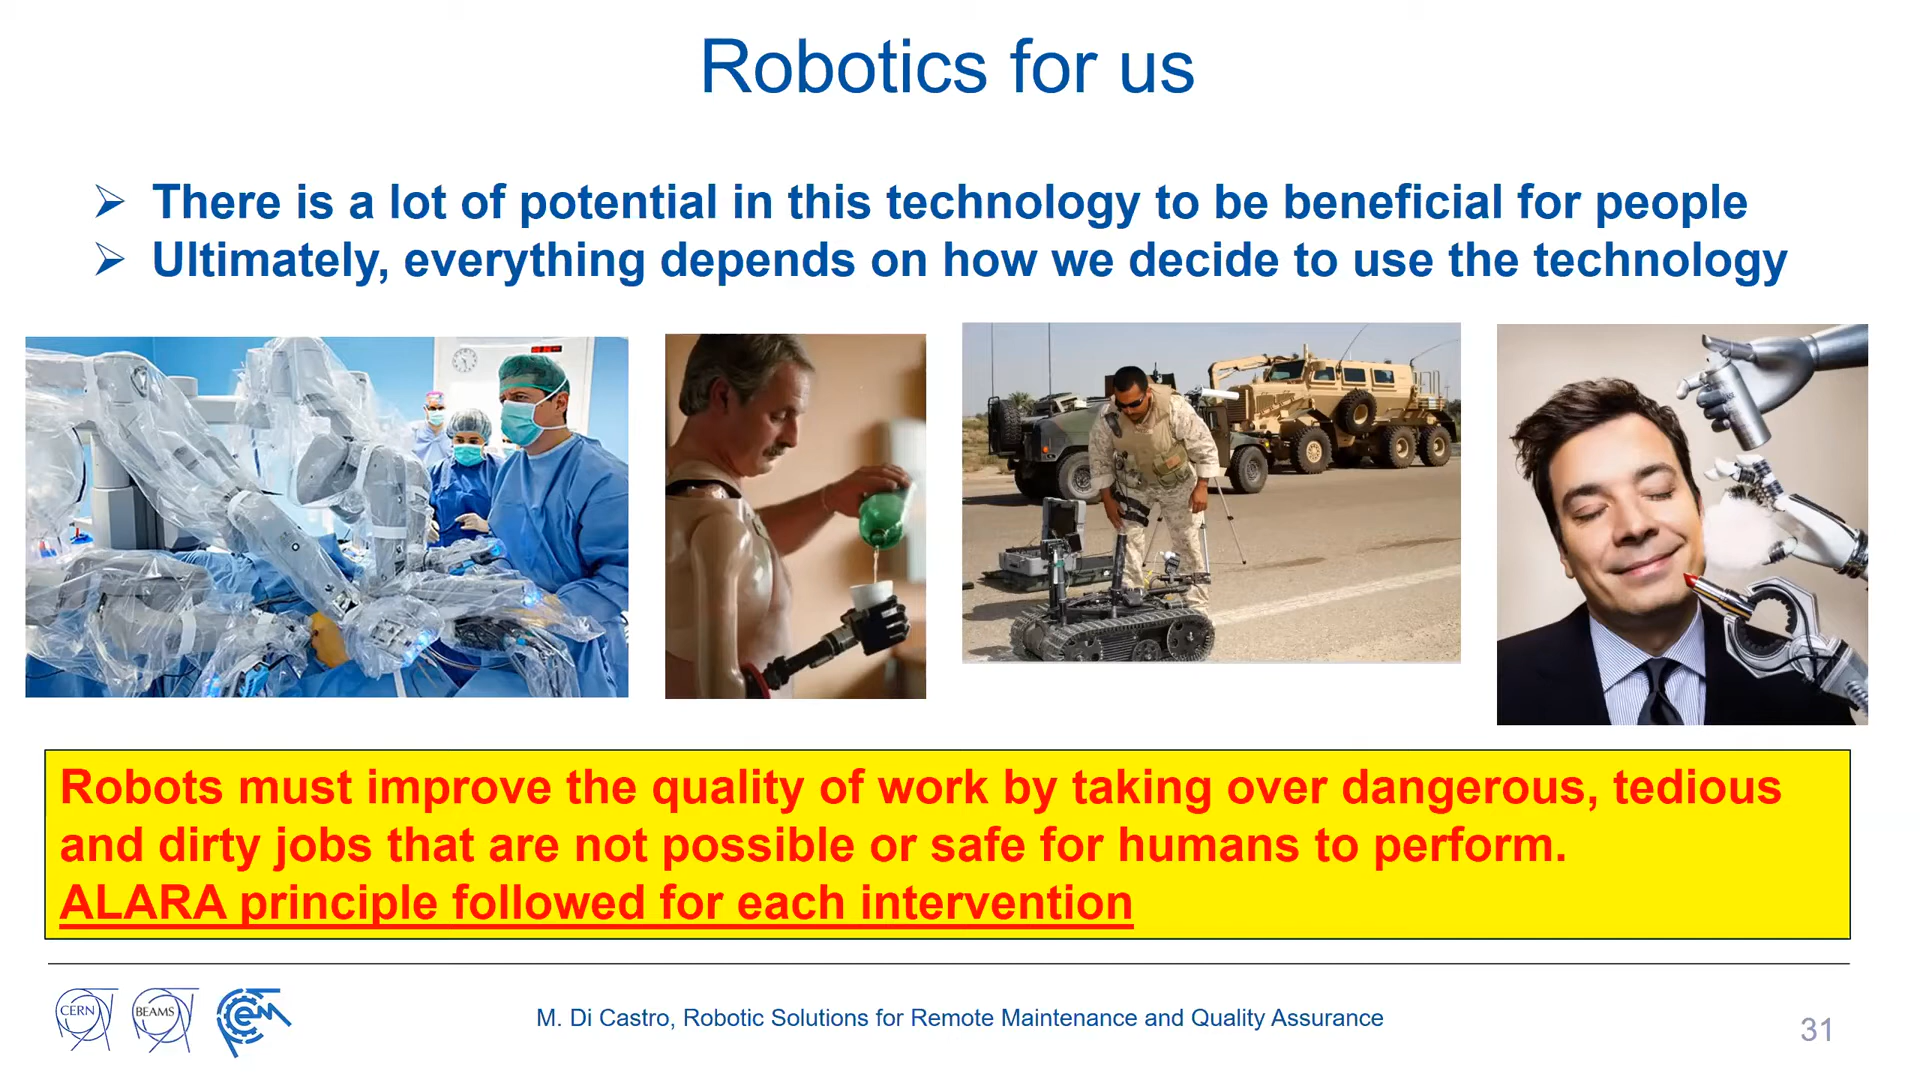 Robotics for us
There is a lot of potential in this technology to be beneficial for people
Ultimately, everything depends on how we decide to use the technology
Robots must improve the quality of work by taking over dangerous, tedious
and dirty jobs that are not possible or safe for humans to perform.
ALARA principle followed for each intervention
CERN
BEAMS
cem
M. Di Castro, Robotic Solutions for Remote Maintenance and Quality Assurance
31